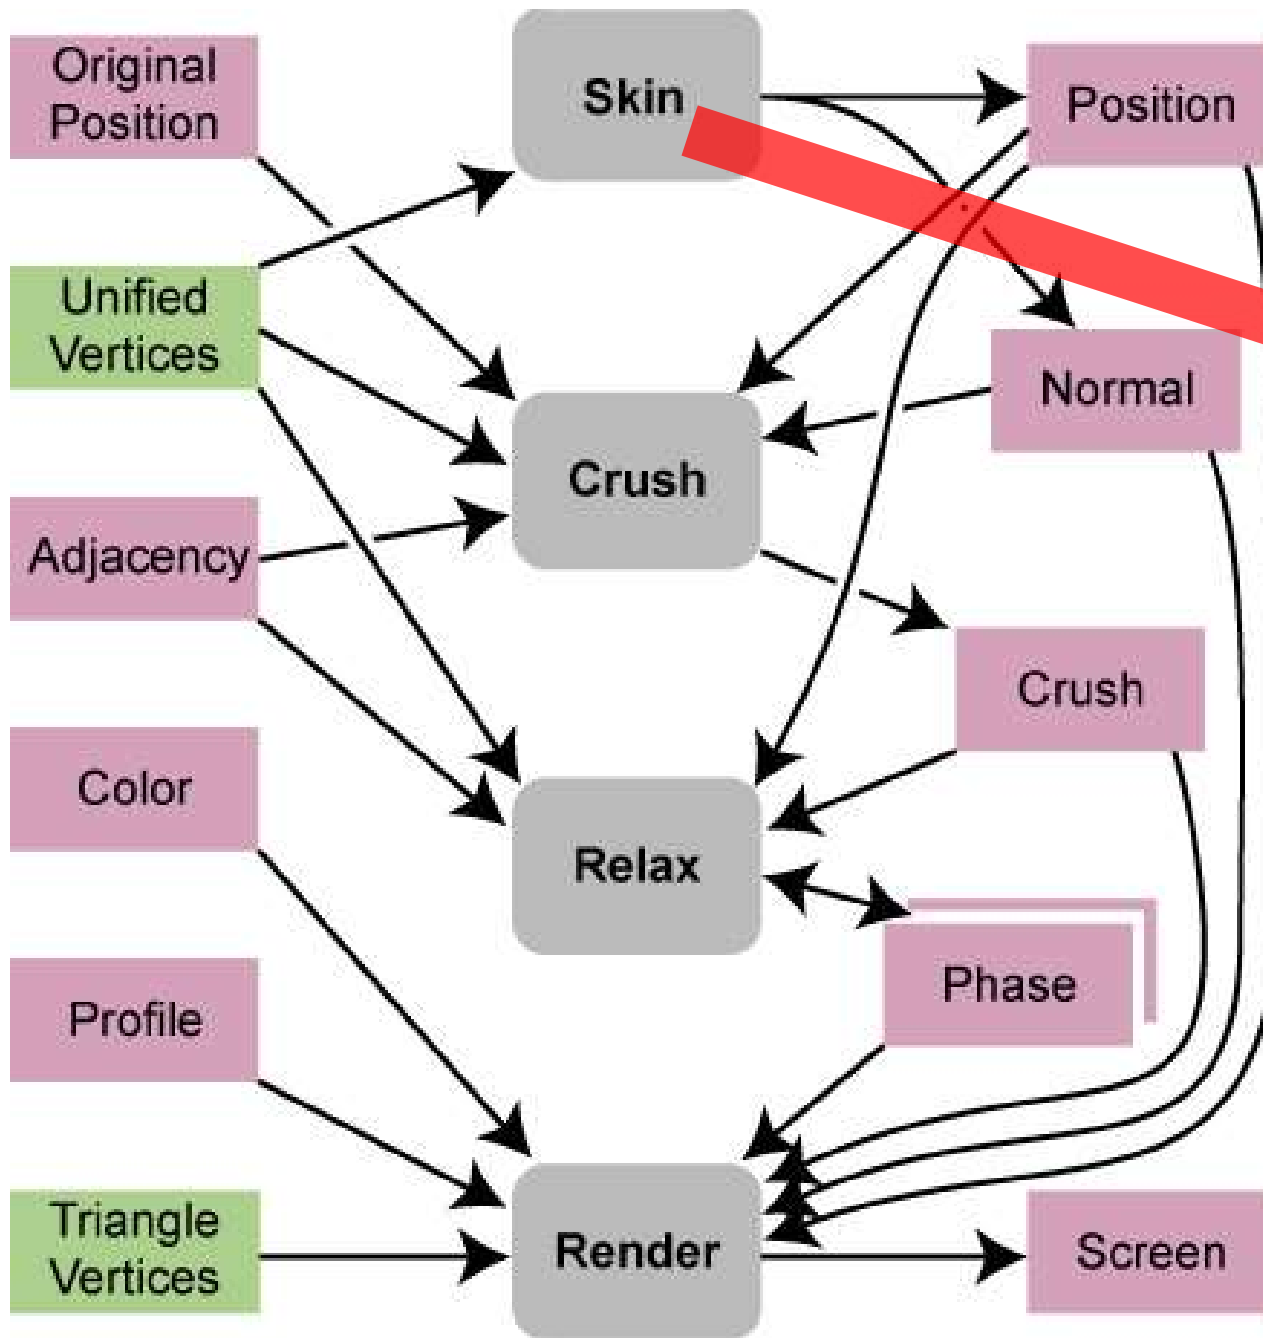 Original
Position
Skin
Position
Unified
Vertices
Normal
Crush
Adjacency
Crush
Color
Relax
Phase
Profile
Triangle
Vertices
Render
Screen